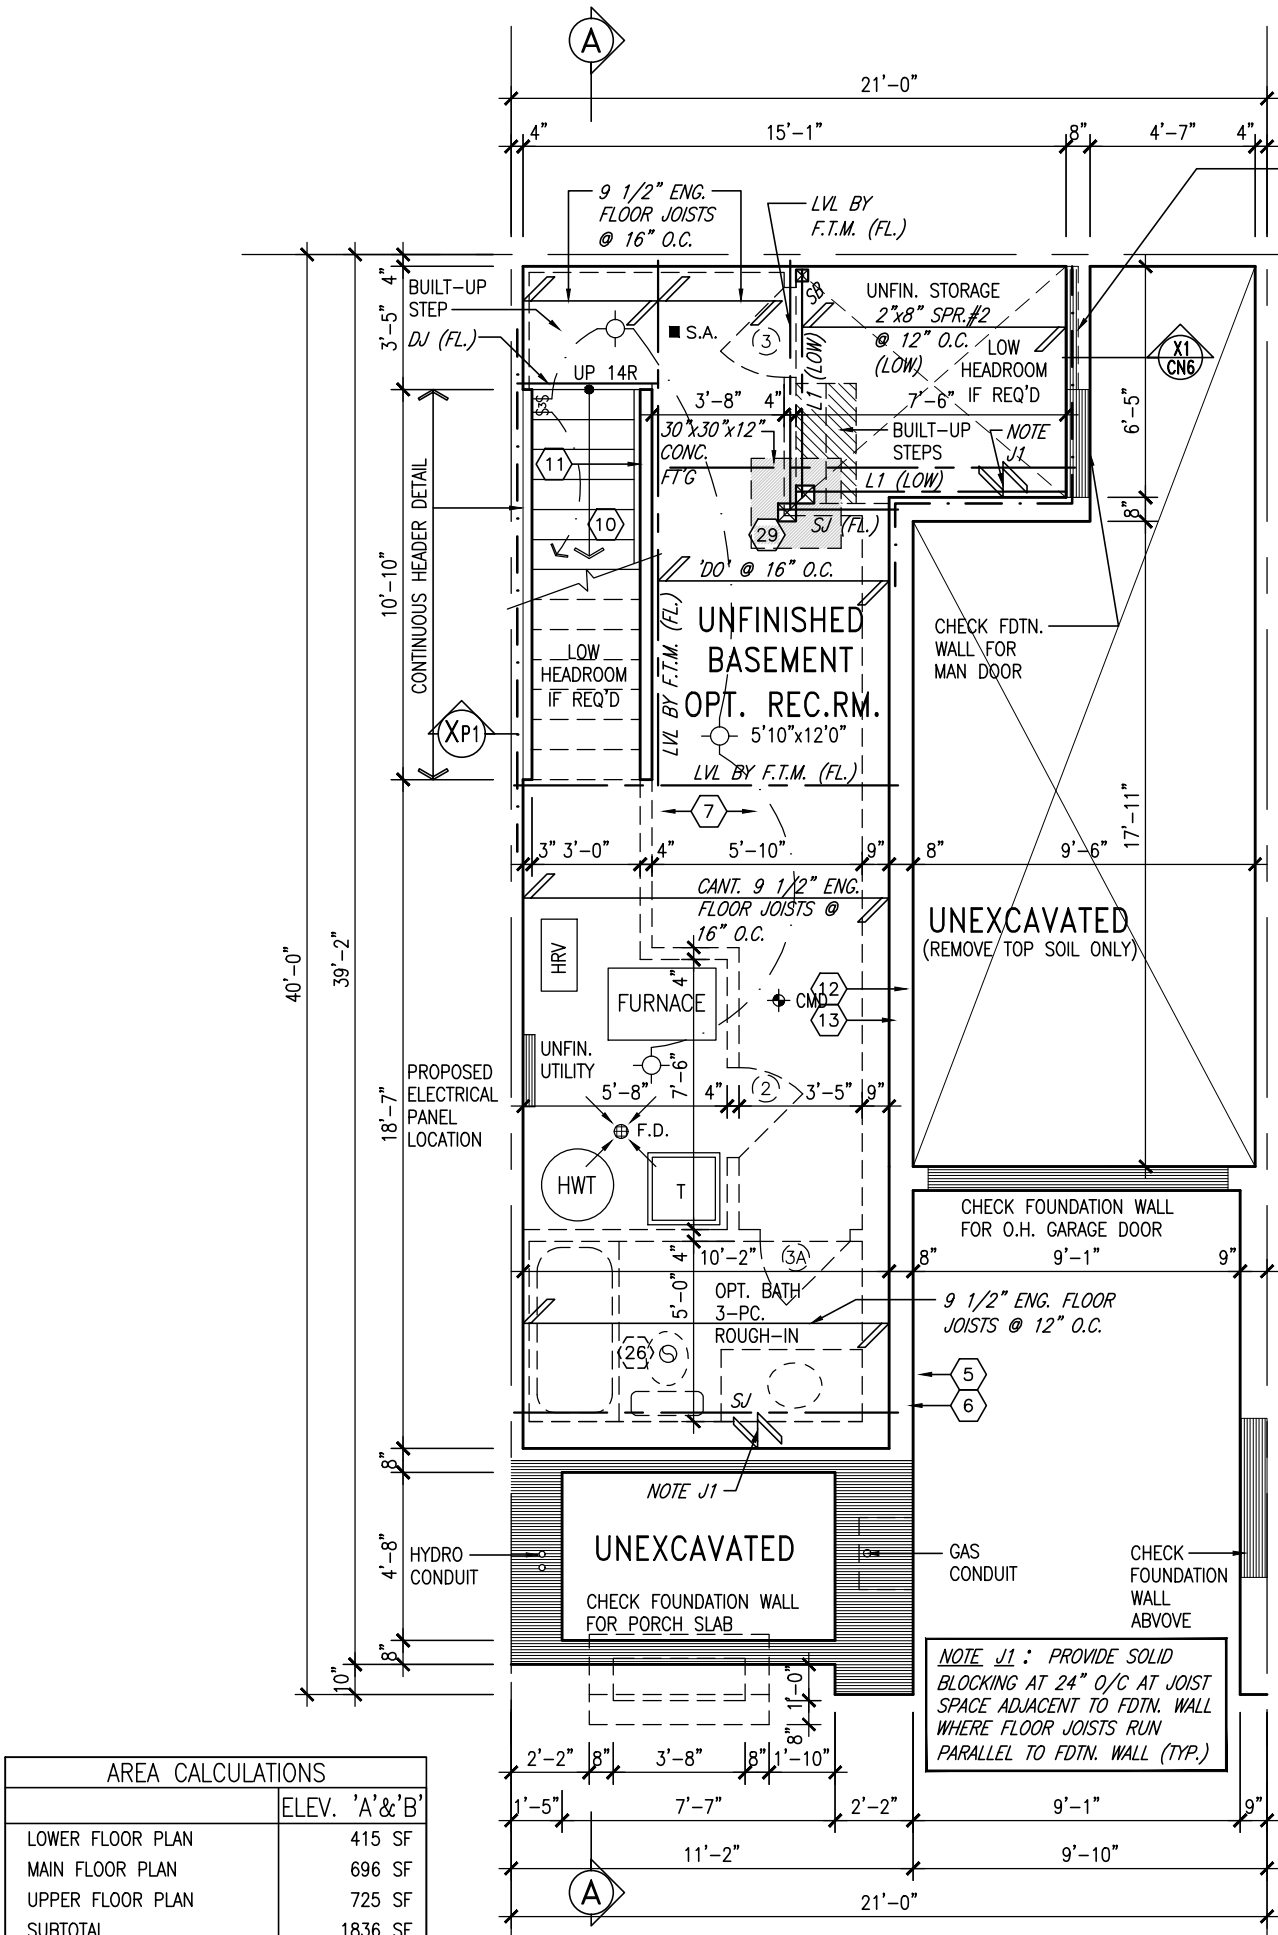 A
21'-0"
4"
15'-1"
8"
4'-7"
4"
9 1/2" ENG.
FLOOR JOISTS
@ 16" O.C.
LVL BY
F.T.M. (FL.)
4"
3'-5"
BUILT-UP
STEP
DJ (FL.)
S.A.
3
SB
UNFIN. STORAGE
2"x8" SPR.#2
@ 12" O.C.
(LOW)
LOW
HEADROOM
IF REQ'D
X1
CN6
UP 14R
L1 (LOW)
3'-8"
4"
7'-6"
6'-5"
30"x30"x12"
CONC.
FT'G
BUILT-UP
STEPS
NOTE
J1
L1 (LOW)
11
10
29
SJ (FL.)
8"
CONTINUOUS HEADER DETAIL
10'-10"
'DO' @ 16" O.C.
UNFINISHED
BASEMENT
OPT. REC.RM.
5'10"x12'0"
LVL BY F.T.M. (FL.)
LOW
HEADROOM
IF REQ'D
CHECK FDTN.
WALL FOR
MAN DOOR
XP1
LVL BY F.T.M. (FL.)
7
17'-11"
3"
3'-0"
4"
5'-10"
9"
8"
9'-6"
CANT. 9 1/2" ENG.
FLOOR JOISTS @
16" O.C.
UNEXCAVATED
(REMOVE TOP SOIL ONLY)
40'-0"
39'-2"
HRV
4"
FURNACE
CMD
12
13
UNFIN.
UTILITY
PROPOSED
ELECTRICAL
PANEL
LOCATION
18'-7"
5'-8"
7'-6"
4"
2
3'-5"
9"
F.D.
HWT
T
CHECK FOUNDATION WALL
FOR O.H. GARAGE DOOR
4"
10'-2"
3A
8"
9'-1"
9"
5'-0"
OPT. BATH
3-PC.
ROUGH-IN
9 1/2" ENG. FLOOR
JOISTS @ 12" O.C.
26
5
6
SJ
8"
NOTE J1
4'-8"
HYDRO
CONDUIT
UNEXCAVATED
GAS
CONDUIT
CHECK
FOUNDATION
WALL
ABVOVE
CHECK FOUNDATION WALL
FOR PORCH SLAB
8"
10"
1'-0"
8"
NOTE J1 : PROVIDE SOLID
BLOCKING AT 24" O/C AT JOIST
SPACE ADJACENT TO FDTN. WALL
WHERE FLOOR JOISTS RUN
PARALLEL TO FDTN. WALL (TYP.)
2'-2"
8"
3'-8"
8"
1'-10"
1'-5"
7'-7"
2'-2"
9'-1"
9"
11'-2"
9'-10"
A
21'-0"
AREA CALCULATIONS
ELEV. 'A'&'B'
LOWER FLOOR PLAN 415 SF
MAIN FLOOR PLAN 696 SF
UPPER FLOOR PLAN 725 SF
SUBTOTAL 1836 SF